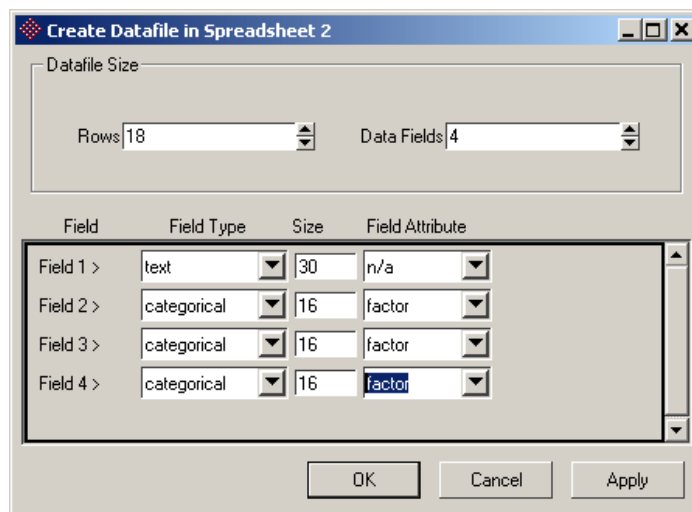 Create Datafile in Spreadsheet 2
Datafile Size
Rows 18 Data Fields 4
Field Field Type Size Field Attribute
Field 1 > text 30 n/a
Field 2 > categorical 16 factor
Field 3 > categorical 16 factor
Field 4 > categorical 16 factor
OK Cancel Apply